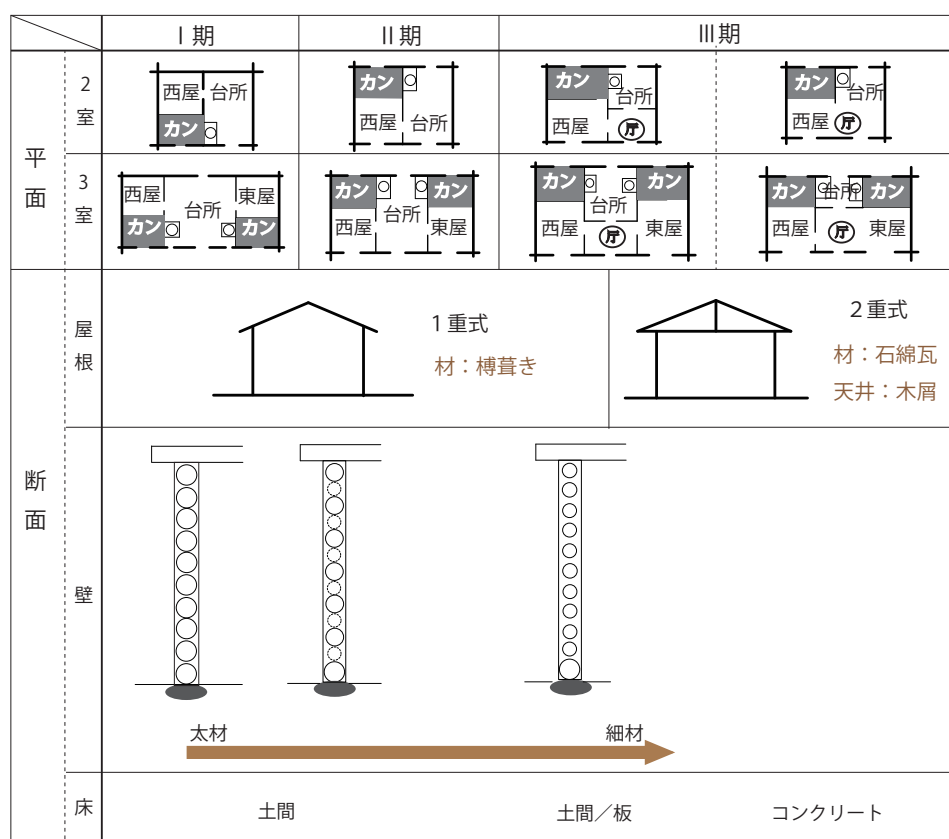 Ⅰ期
Ⅱ期
Ⅲ期
平面
2室
西屋 台所
カン
カン
西屋 台所
カン
台所
西屋 庁
カン
台所
西屋 庁
3室
西屋 台所 東屋
カン カン
カン カン
西屋 台所 東屋
カン カン
台所
西屋 庁 東屋
カン 台所 カン
西屋 庁 東屋
断面
屋根
1重式
材：榑葺き
2重式
材：石綿瓦
天井：木屑
壁
太材
細材
床
土間
土間／板
コンクリート